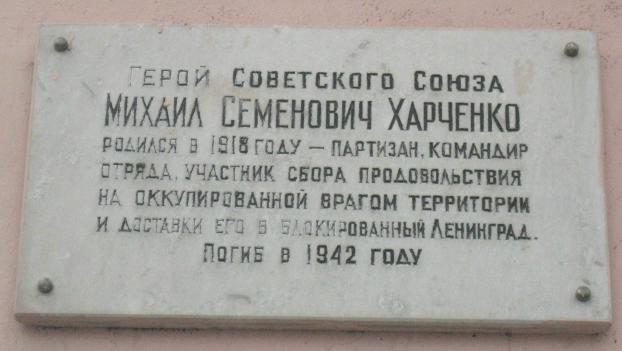 Герой Советского Союза
Михаил Семенович Харченко
родился в 1918 году – партизан, командир
отряда, участник сбора продовольствия
на оккупированной врагом территории
и доставки его в блокированный Ленинград.
Погиб в 1942 году